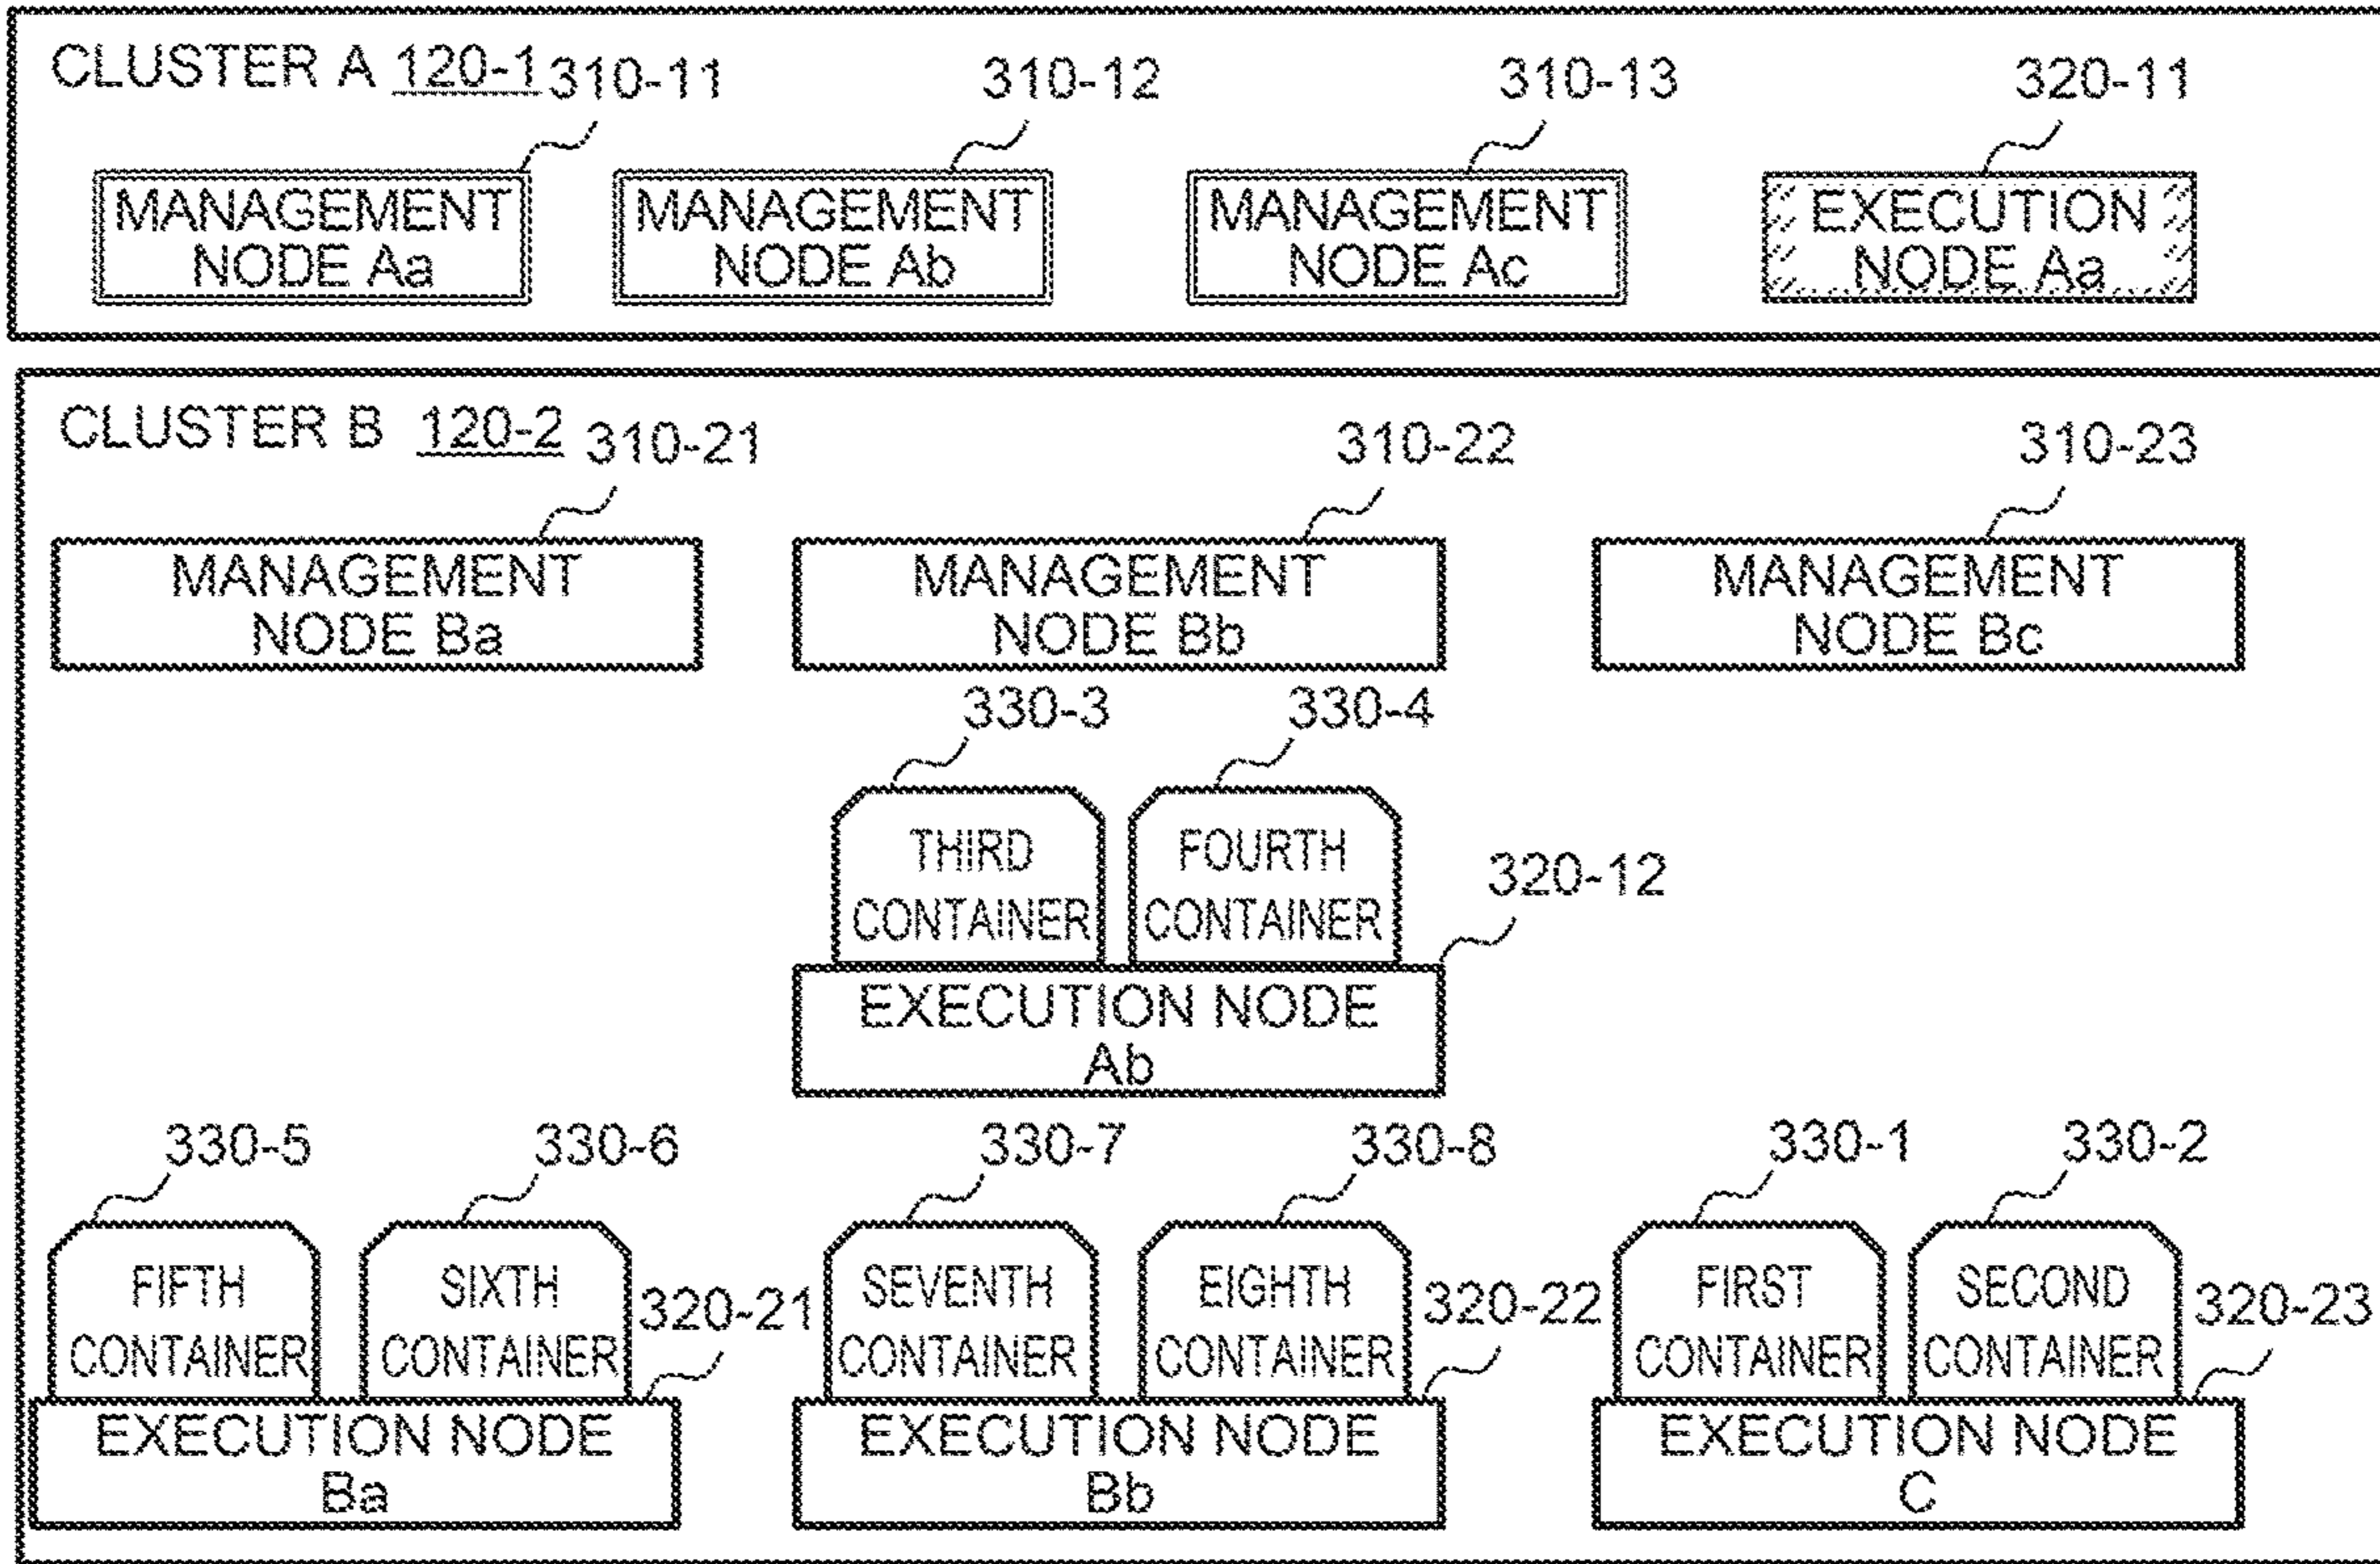 CLUSTER A 120-1 310-11 310-12 310-13 320-11
MANAGEMENT
NODE Aa
MANAGEMENT
NODE Ab
MANAGEMENT
NODE Ac
EXECUTION
NODE Aa
CLUSTER B 120-2 310-21 310-22 310-23
MANAGEMENT
NODE Ba
MANAGEMENT
NODE Bb
MANAGEMENT
NODE Bc
330-3 330-4
THIRD
CONTAINER
FOURTH
CONTAINER
320-12
EXECUTION NODE
Ab
330-5 330-6 330-7 330-8 330-1 330-2
FIFTH
CONTAINER
SIXTH
CONTAINER
320-21
SEVENTH
CONTAINER
EIGHTH
CONTAINER
320-22
FIRST
CONTAINER
SECOND
CONTAINER
320-23
EXECUTION NODE
Ba
EXECUTION NODE
Bb
EXECUTION NODE
C